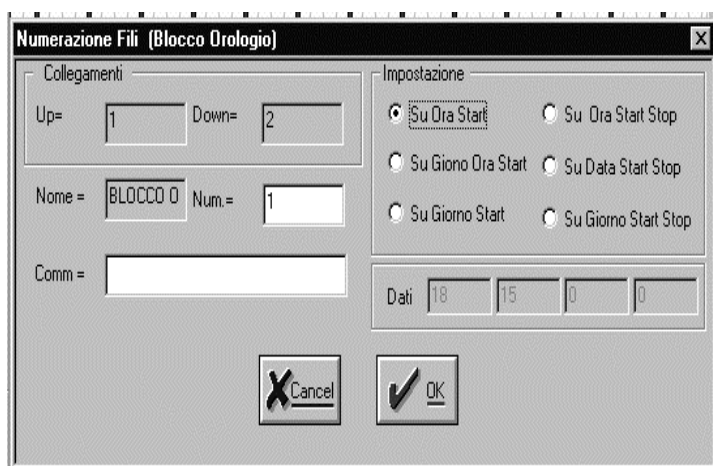 Numerazione Fili (Blocco Orologio)
Collegamenti
Up= 1 Down= 2
Nome = BLOCCO O Num.= 1
Comm =
Impostazione
Su Ora Start Su Ora Start Stop
Su Giono Ora Start Su Data Start Stop
Su Giorno Start Su Giorno Start Stop
Dati 18 15 0 0
Cancel OK